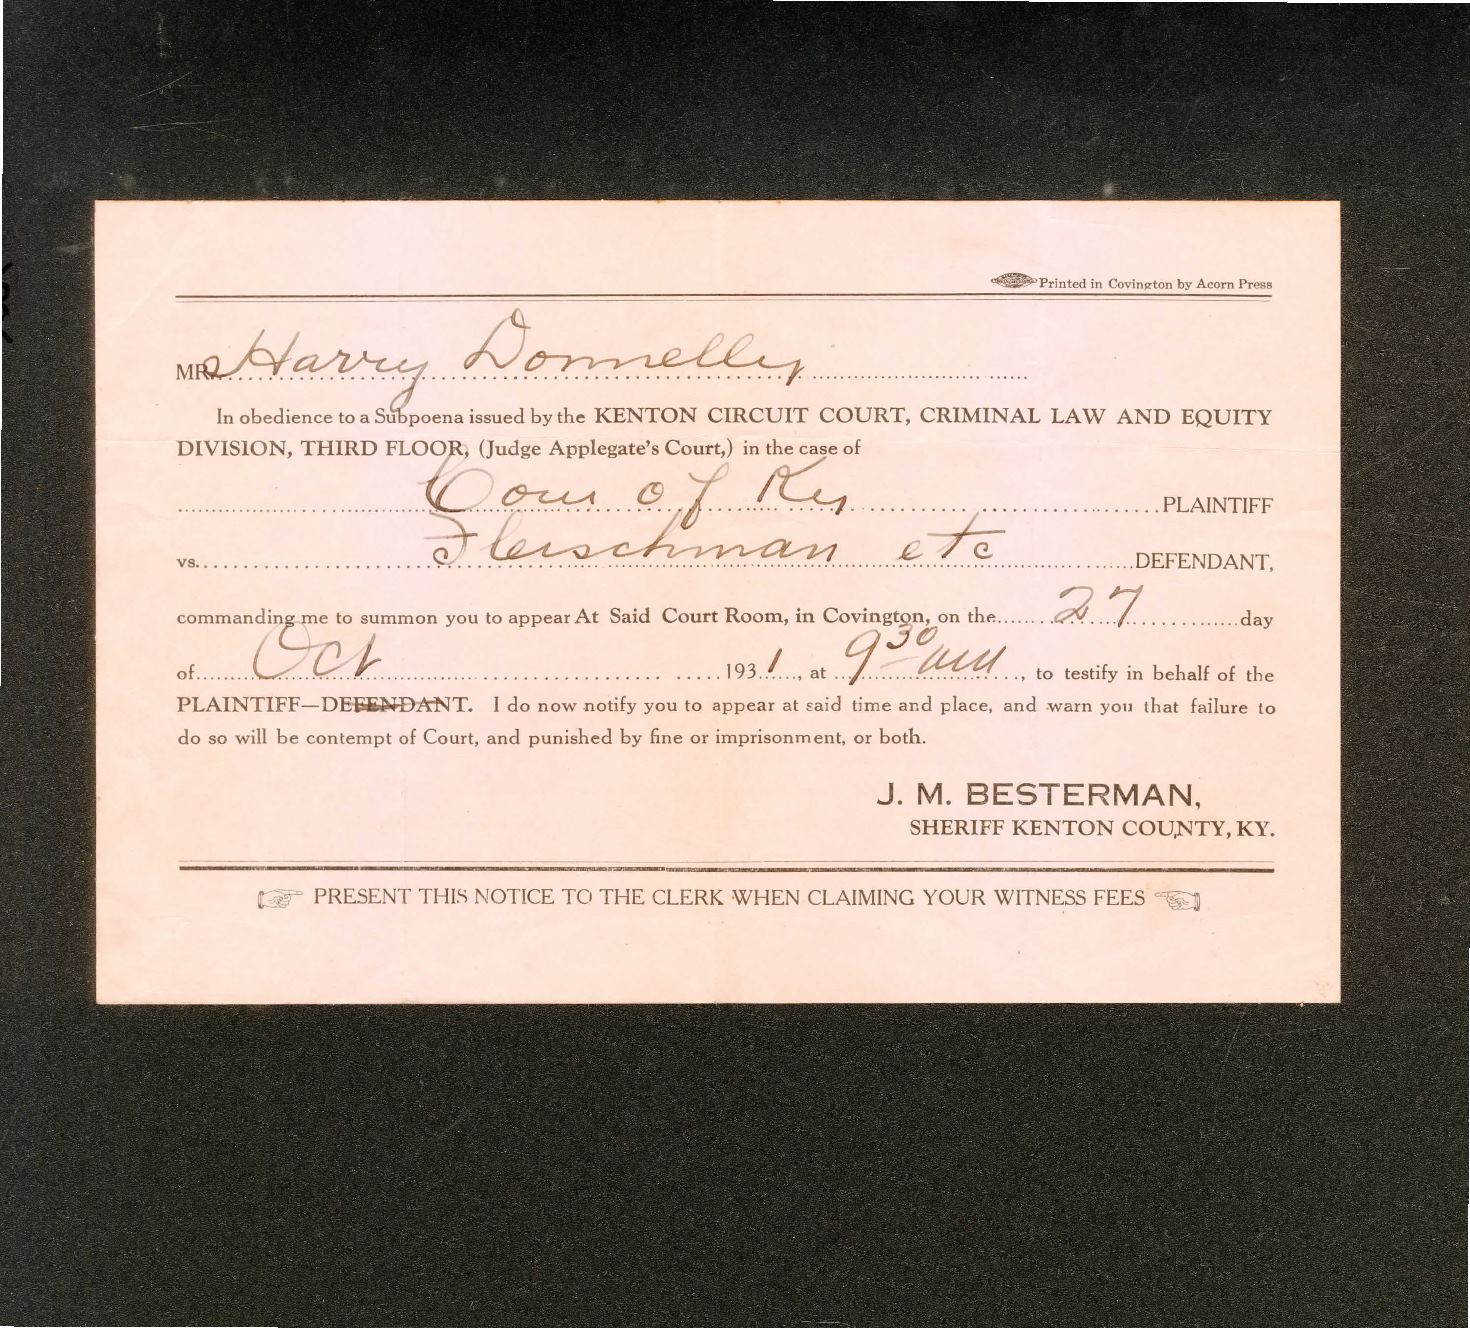 Printed in Covington by Acorn Press
MR. Harry Donnelly
In obedience to a Subpoena issued by the KENTON CIRCUIT COURT, CRIMINAL LAW AND EQUITY
DIVISION, THIRD FLOOR, (Judge Applegate's Court,) in the case of
Com of Ky PLAINTIFF
vs. Fleischman etc DEFENDANT,
commanding me to summon you to appear At Said Court Room, in Covington, on the 27 day
of Oct 1931, at 9 30 am, to testify in behalf of the
PLAINTIFF—DEFENDANT. I do now notify you to appear at said time and place, and warn you that failure to
do so will be contempt of Court, and punished by fine or imprisonment, or both.
J. M. BESTERMAN,
SHERIFF KENTON COUNTY, KY.
PRESENT THIS NOTICE TO THE CLERK WHEN CLAIMING YOUR WITNESS FEES